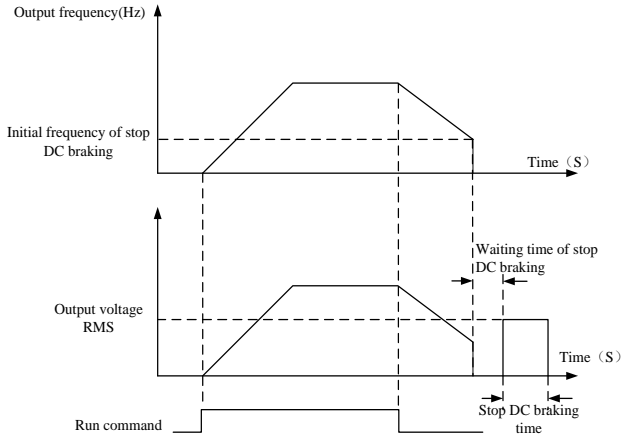 Output frequency(Hz)
Initial frequency of stop
DC braking
Time（S）
Waiting time of stop
DC braking
Output voltage
RMS
Time（S）
Stop DC braking
time
Run command